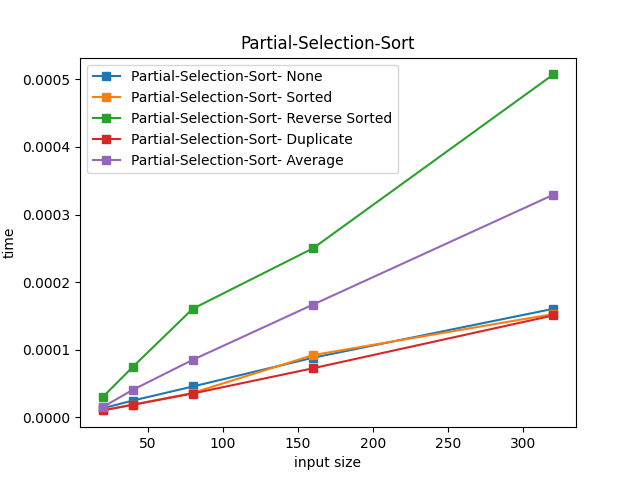 Partial-Selection-Sort
Partial-Selection-Sort- None
Partial-Selection-Sort- Sorted
Partial-Selection-Sort- Reverse Sorted
Partial-Selection-Sort- Duplicate
Partial-Selection-Sort- Average
0.0005
0.0004
0.0003
0.0002
0.0001
0.0000
time
50 100 150 200 250 300
input size